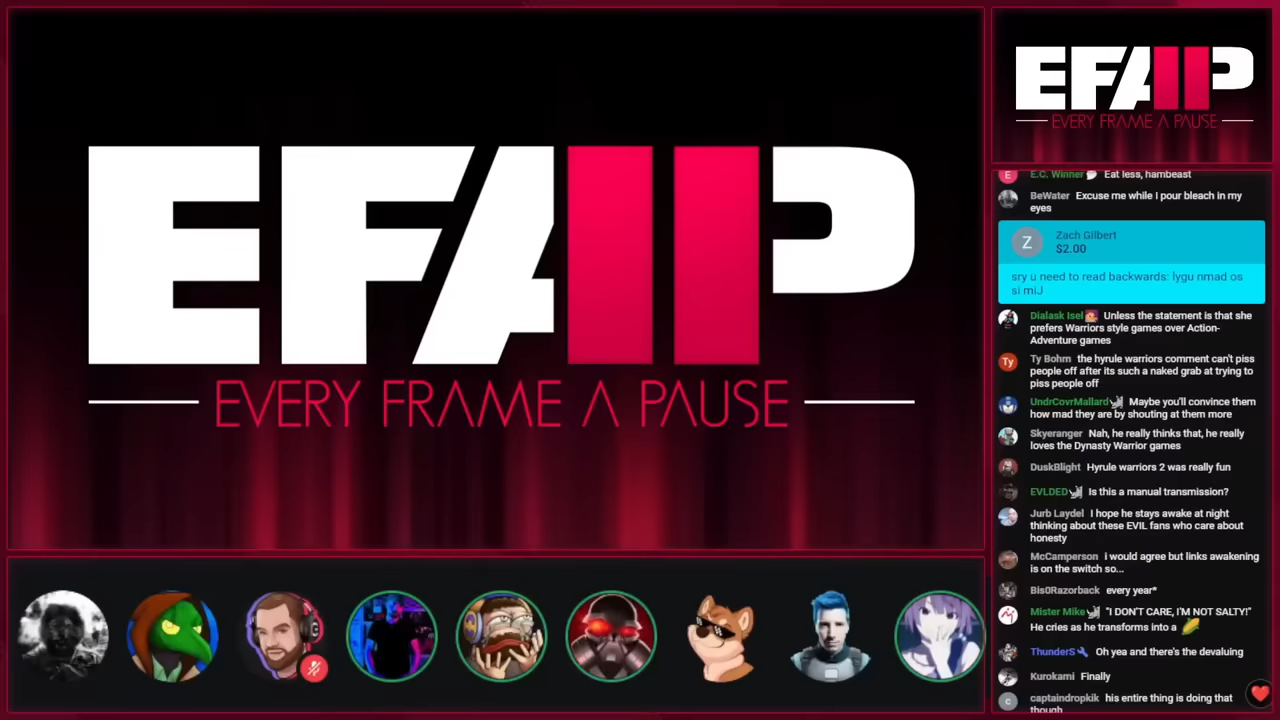 EFAP
EVERY FRAME A PAUSE
EFAP
EVERY FRAME A PAUSE
E
E.C. Winner Eat less, hambeast
BeWater Excuse me while I pour bleach in my
eyes
Z
Zach Gilbert
$2.00
sry u need to read backwards: lygu nmad os
si miJ
Dialask Isel Unless the statement is that she
prefers Warriors style games over Action-
Adventure games
Ty
Ty Bohm the hyrule warriors comment can't piss
people off after its such a naked grab at trying to
piss people off
UndrCovrMallard Maybe you'll convince them
how mad they are by shouting at them more
Skyeranger Nah, he really thinks that, he really
loves the Dynasty Warrior games
DuskBlight Hyrule warriors 2 was really fun
EVLDED Is this a manual transmission?
Jurb Laydel I hope he stays awake at night
thinking about these EVIL fans who care about
honesty
McCamperson i would agree but links awakening
is on the switch so...
Bis0Razorback every year*
Mister Mike "I DON'T CARE, I'M NOT SALTY!"
He cries as he transforms into a
ThunderS Oh yea and there's the devaluing
Kurokami Finally
c
captaindropkik his entire thing is doing that
though